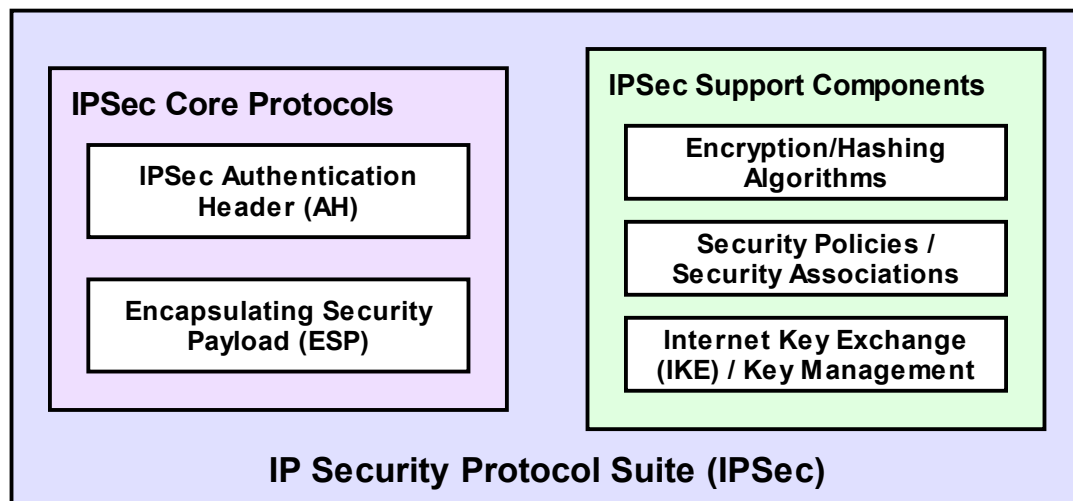 IPSec Core Protocols
IPSec Authentication
Header (AH)
Encapsulating Security
Payload (ESP)
IPSec Support Components
Encryption/Hashing
Algorithms
Security Policies /
Security Associations
Internet Key Exchange
(IKE) / Key Management
IP Security Protocol Suite (IPSec)